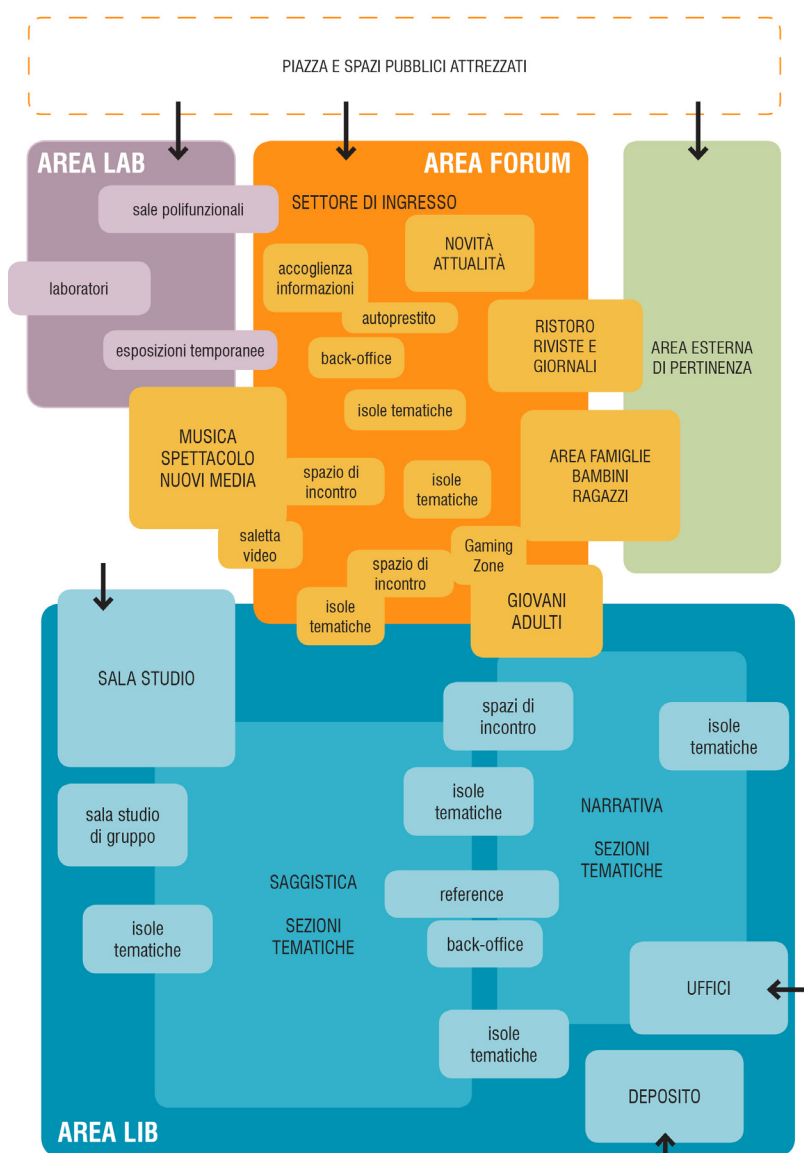 PIAZZA E SPAZI PUBBLICI ATTREZZATI
AREA LAB
sale polifunzionali
laboratori
esposizioni temporanee
AREA FORUM
SETTORE DI INGRESSO
NOVITÀ
ATTUALITÀ
accoglienza
informazioni
autoprestito
back-office
RISTORO
RIVISTE E
GIORNALI
isole tematiche
MUSICA
SPETTACOLO
NUOVI MEDIA
spazio di
incontro
isole
tematiche
AREA FAMIGLIE
BAMBINI
RAGAZZI
saletta
video
Gaming
Zone
spazio di
incontro
isole
tematiche
GIOVANI
ADULTI
AREA ESTERNA
DI PERTINENZA
SALA STUDIO
spazi di
incontro
isole
tematiche
isole
tematiche
NARRATIVA
SEZIONI
TEMATICHE
sala studio
di gruppo
SAGGISTICA
SEZIONI
TEMATICHE
reference
isole
tematiche
back-office
UFFICI
isole
tematiche
DEPOSITO
AREA LIB